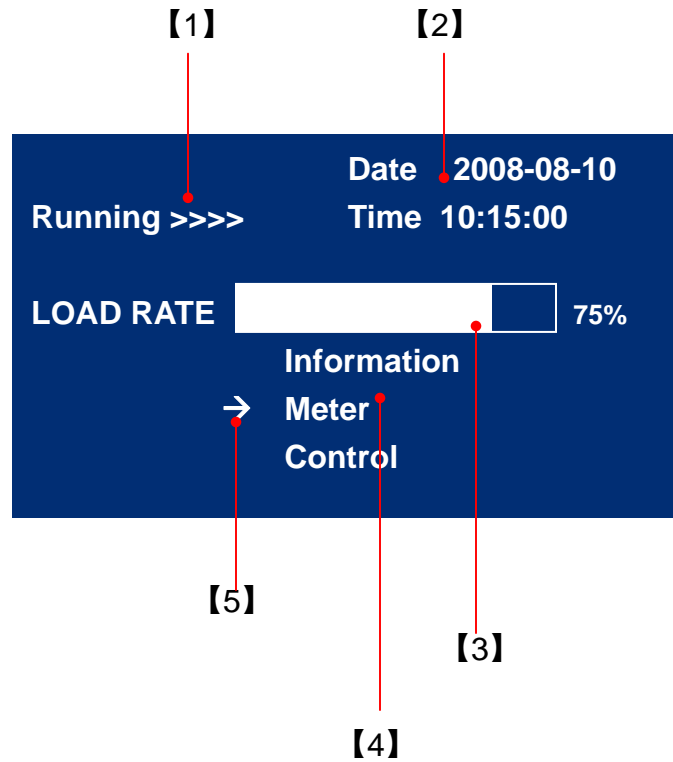 【1】 【2】
Date 2008-08-10
Running >>>> Time 10:15:00
LOAD RATE 75%
Information
→ Meter
Control
【5】
【3】
【4】